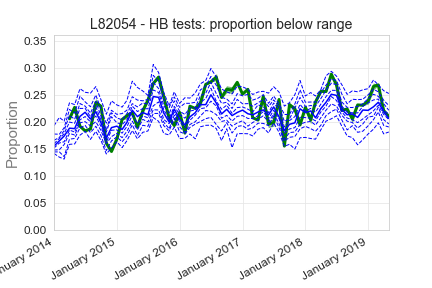 L82054 - HB tests: proportion below range
0.35
0.30
0.25
0.20
0.15
0.10
0.05
0.00
Proportion
nuary 2014
January 2015
January 2016
January 2017
January 2018
January 2019